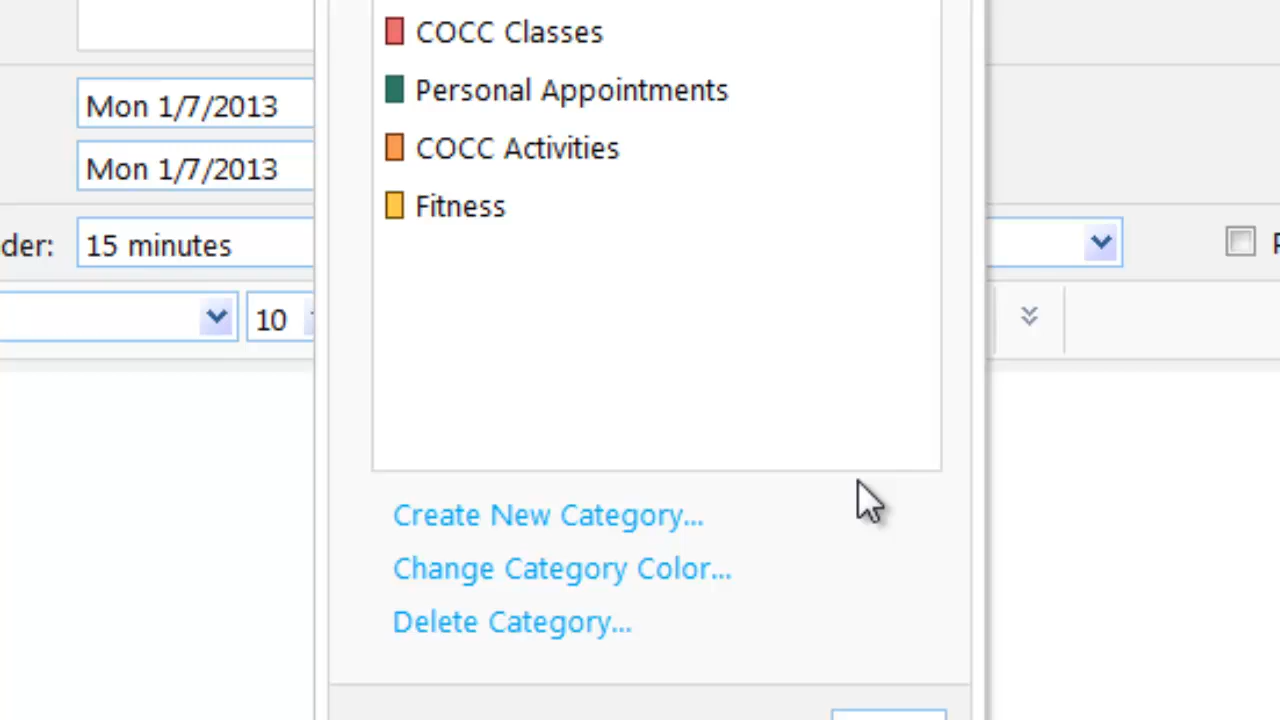 COCC Classes
Personal Appointments
Mon 1/7/2013
COCC Activities
Mon 1/7/2013
Fitness
der: 15 minutes
10
Create New Category...
Change Category Color...
Delete Category...